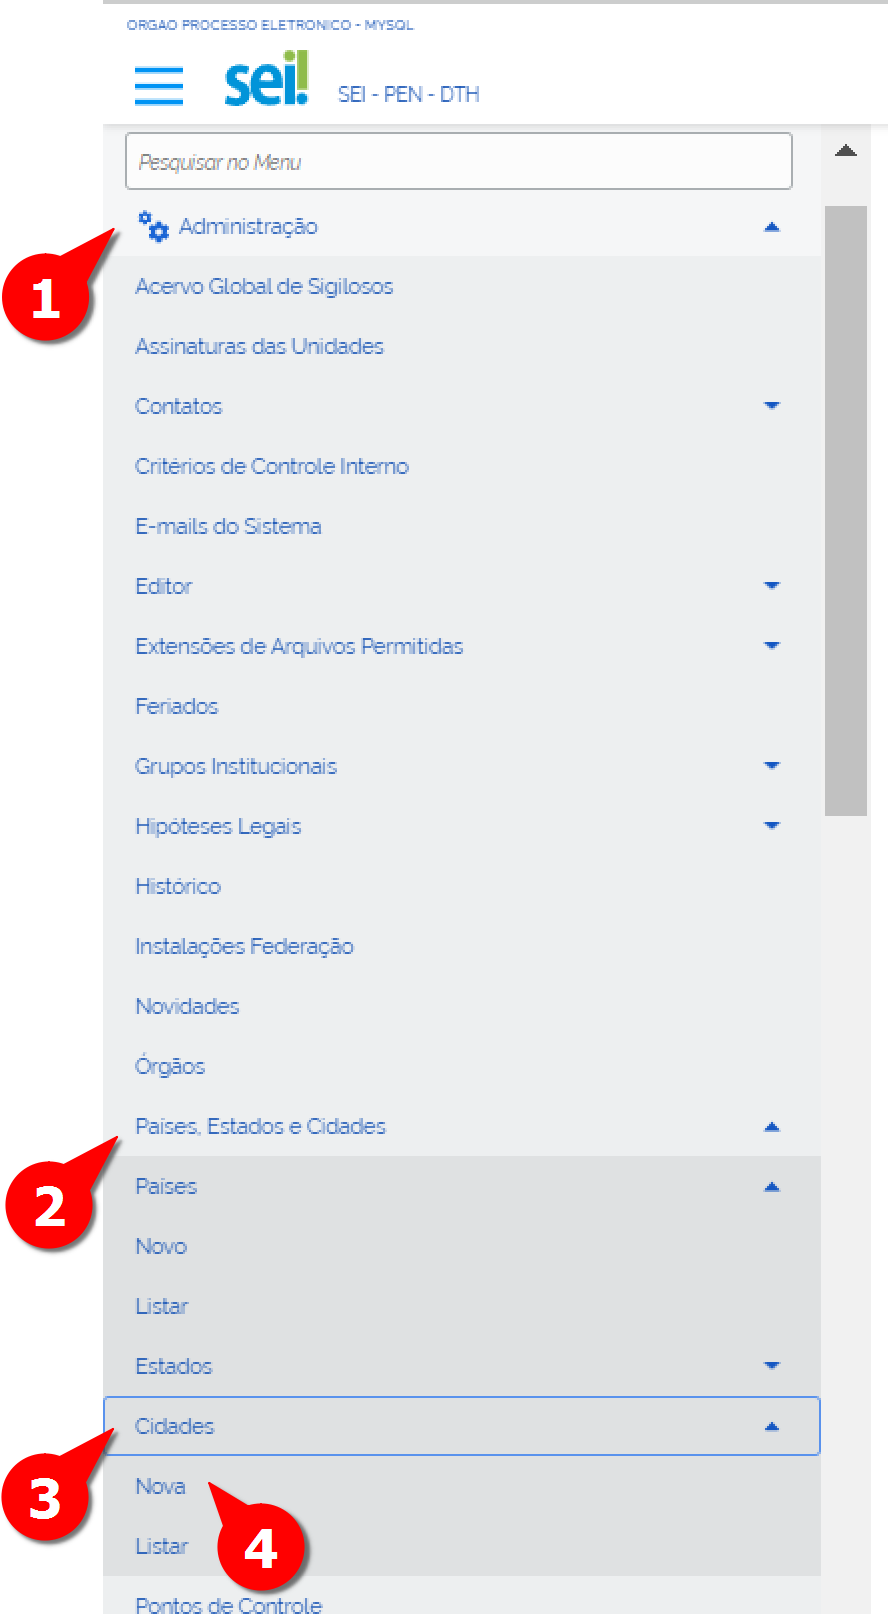 ORGAO PROCESSO ELETRONICO - MYSQL
sei!
SEI - PEN - DTH
Pesquisar no Menu
Administração
1
Acervo Global de Sigilosos
Assinaturas das Unidades
Contatos
Critérios de Controle Interno
E-mails do Sistema
Editor
Extensões de Arquivos Permitidas
Feriados
Grupos Institucionais
Hipóteses Legais
Histórico
Instalações Federação
Novidades
Órgãos
Países, Estados e Cidades
2
Países
Novo
Listar
Estados
Cidades
3
Nova
4
Listar
Pontos de Controle